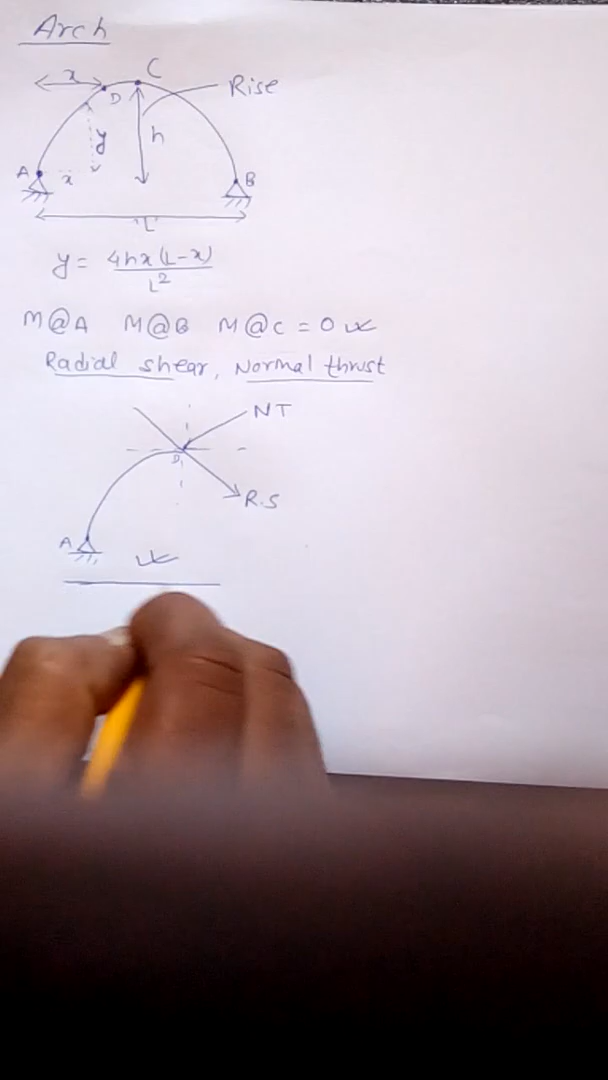 Arch
x
C
D
Rise
y
h
A
x
B
L
y = 4hx(L-x) / L²
M@A M@B M@C = 0
Radial shear, Normal thrust
NT
D
R.S
A